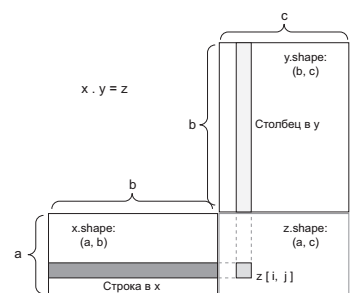 c
y.shape:
(b, c)
x . y = z
b
Столбец в y
b
x.shape:
(a, b)
z.shape:
(a, c)
a
z [ i, j ]
Строка в x